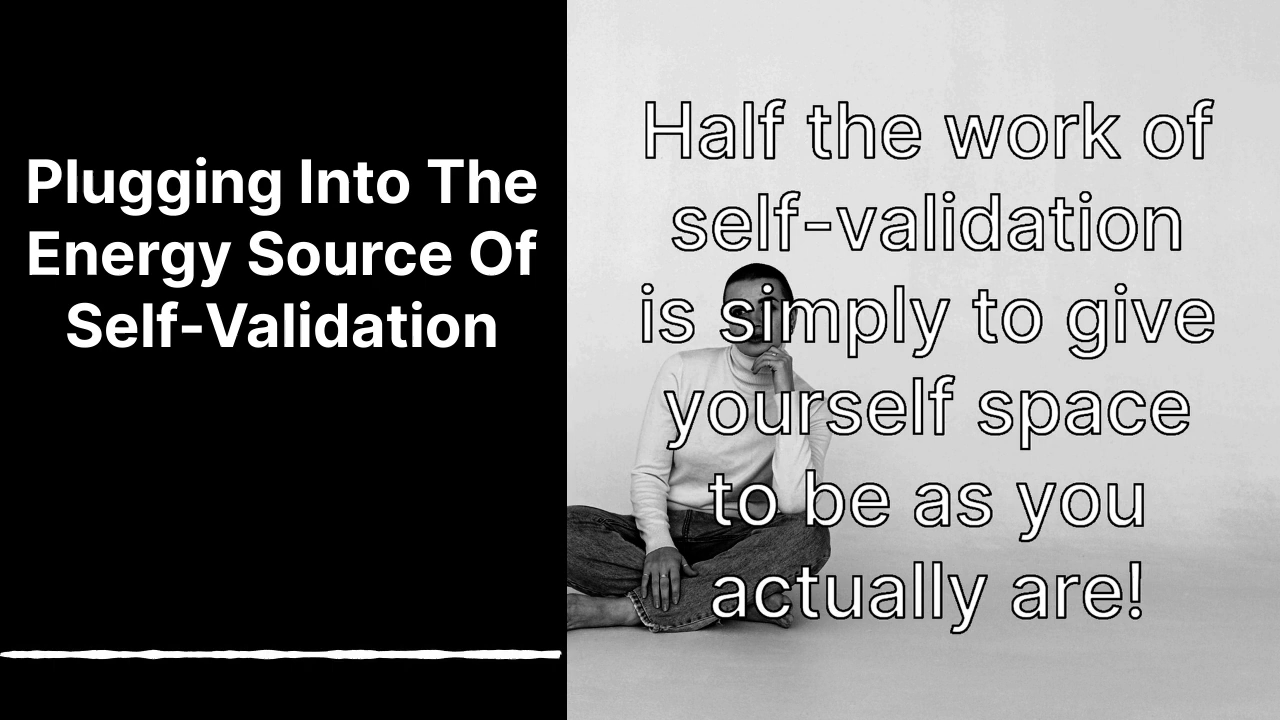 Plugging Into The
Energy Source Of
Self-Validation
Half the work of
self-validation
is simply to give
yourself space
to be as you
actually are!